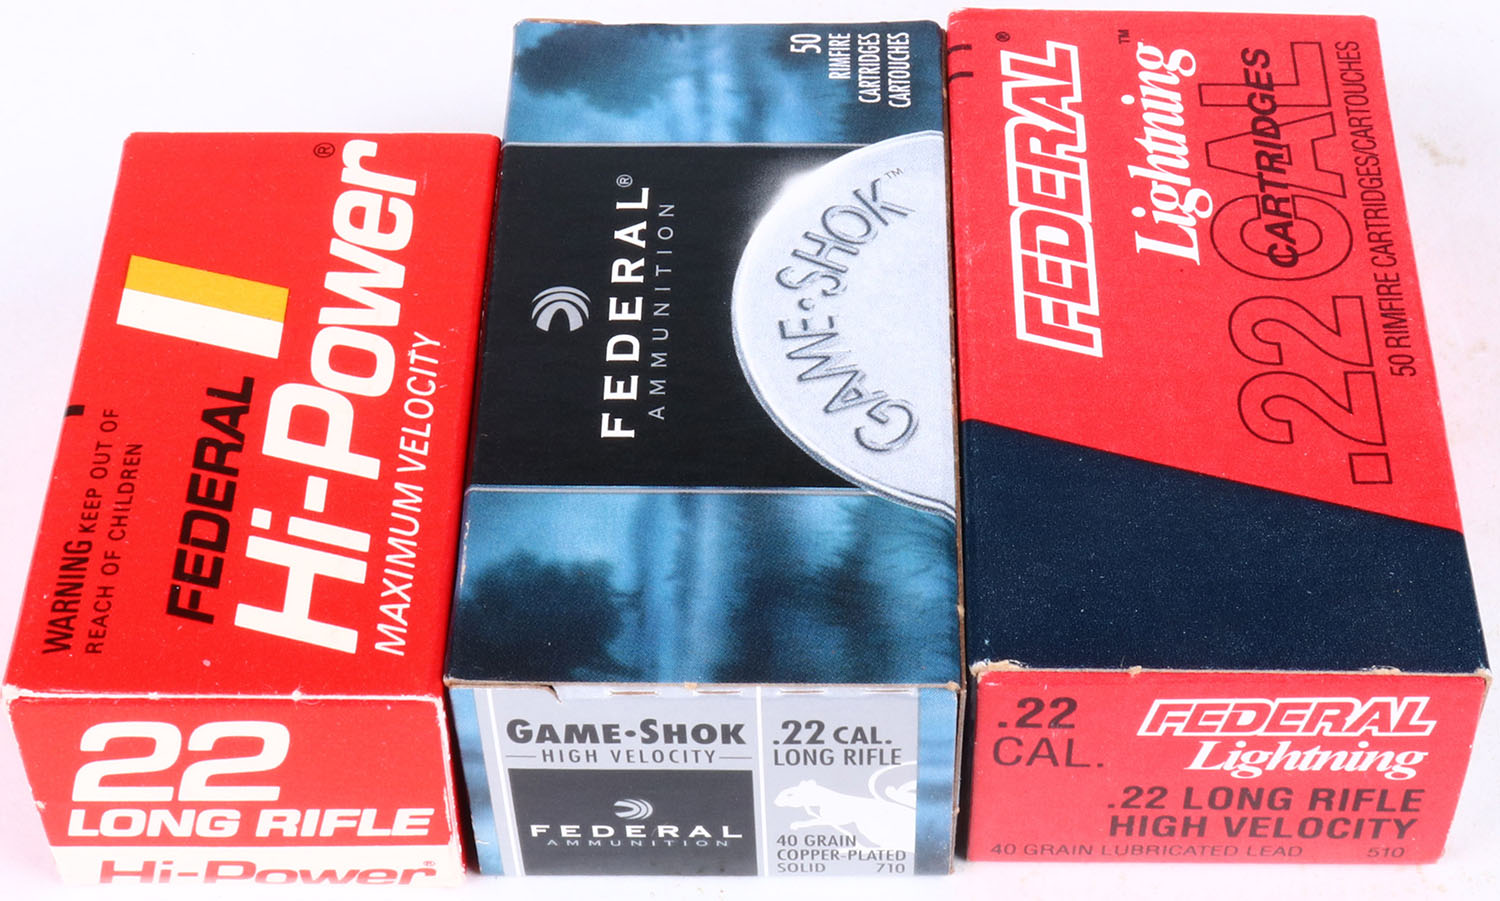 WARNING KEEP OUT OF
REACH OF CHILDREN
FEDERAL
Hi-Power®
MAXIMUM VELOCITY
22
LONG RIFLE
Hi-Power®
50
RIMFIRE
CARTRIDGES
CARTOUCHES
FEDERAL®
AMMUNITION
GAME·SHOK™
GAME·SHOK
HIGH VELOCITY
FEDERAL
AMMUNITION
.22 CAL.
LONG RIFLE
40 GRAIN
COPPER-PLATED
SOLID 710
FEDERAL®
Lightning™
.22 CAL
CARTRIDGES
50 RIMFIRE CARTRIDGES/CARTOUCHES
.22
CAL.
FEDERAL
Lightning
.22 LONG RIFLE
HIGH VELOCITY
40 GRAIN LUBRICATED LEAD 510